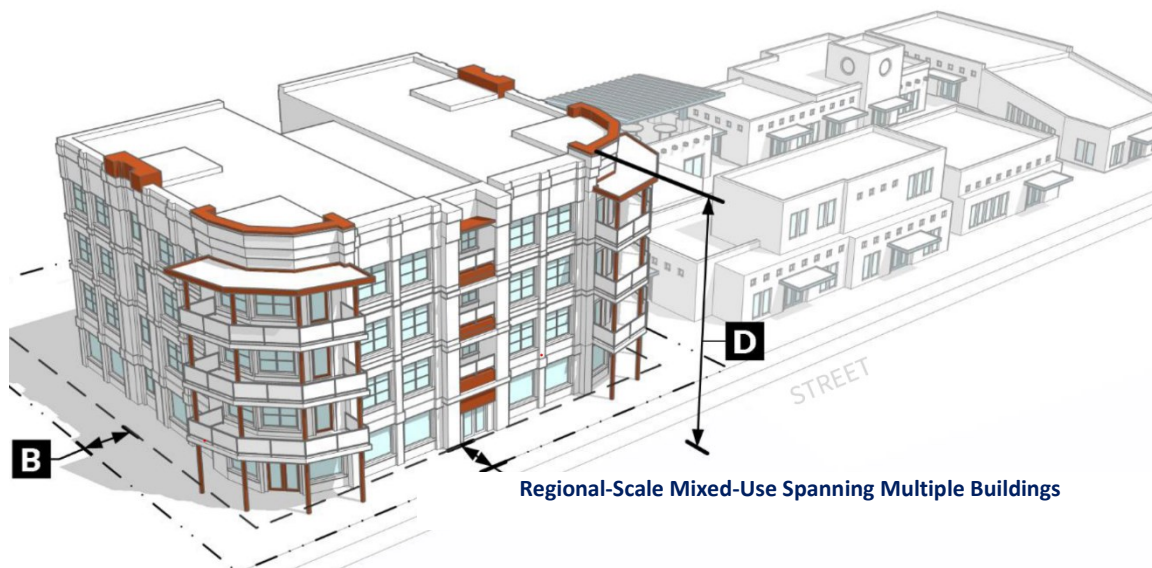 D
STREET
B
Regional-Scale Mixed-Use Spanning Multiple Buildings